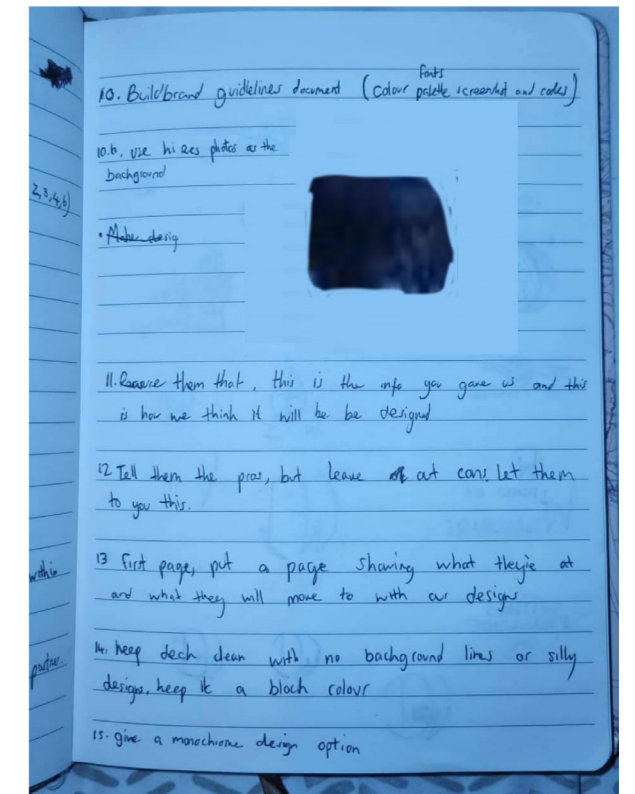 2,3,4,6)
within
partner.
Fonts
10. Build brand guidlelines document (Colour palette screenshot and codes)
10.b. use hi res photos as the
background
• Make desig
11. Reasure them that, this is the info you gave us and this
is how we think it will be be designed
12 Tell them the pros, but leave out cons. Let them
to you this.
13 First page, put a page showing what they're at
and what they will move to with our designs
14. keep deck clean with no background lines or silly
designs, keep it a block colour
15. give a monochrome design option